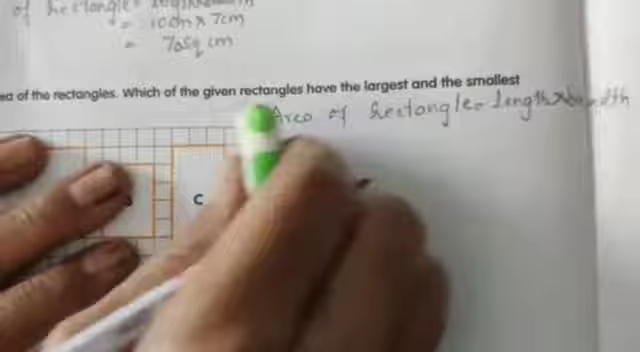 of Rectangle=
= 10cm x 7cm
= 70sq cm
ea of the rectangles. Which of the given rectangles have the largest and the smallest
Area of Rectangle= length x
C